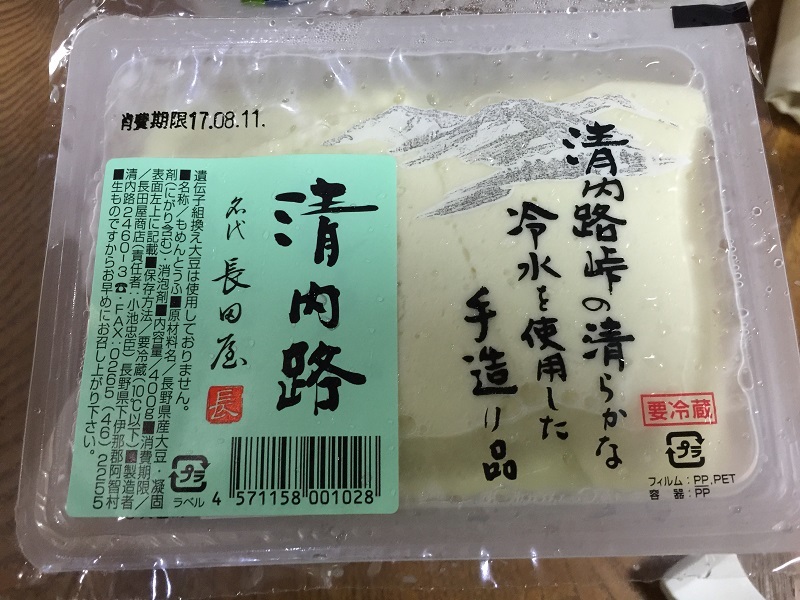 消費期限17.08.11.
清内路峠の清らかな
冷水を使用した
手造り品
清内路
名代 長田屋
長
遺伝子組換え大豆は使用しておりません。
■名称／もめんとうふ■原材料名／長野県産大豆・凝固
剤(にがり含む)・消泡剤■内容量／400g■消費期限／
表面左上に記載■保存方法／要冷蔵(10℃以下)■製造者
／長田屋商店(責任者:小池忠臣)長野県下伊那郡阿智村
清内路2460-3☎・FAX:0265(46)2255
■生ものですからお早めにお召し上がり下さい。
プラ
ラベル
4 571158 001028
要冷蔵
プラ
フィルム:PP,PET
容器:PP